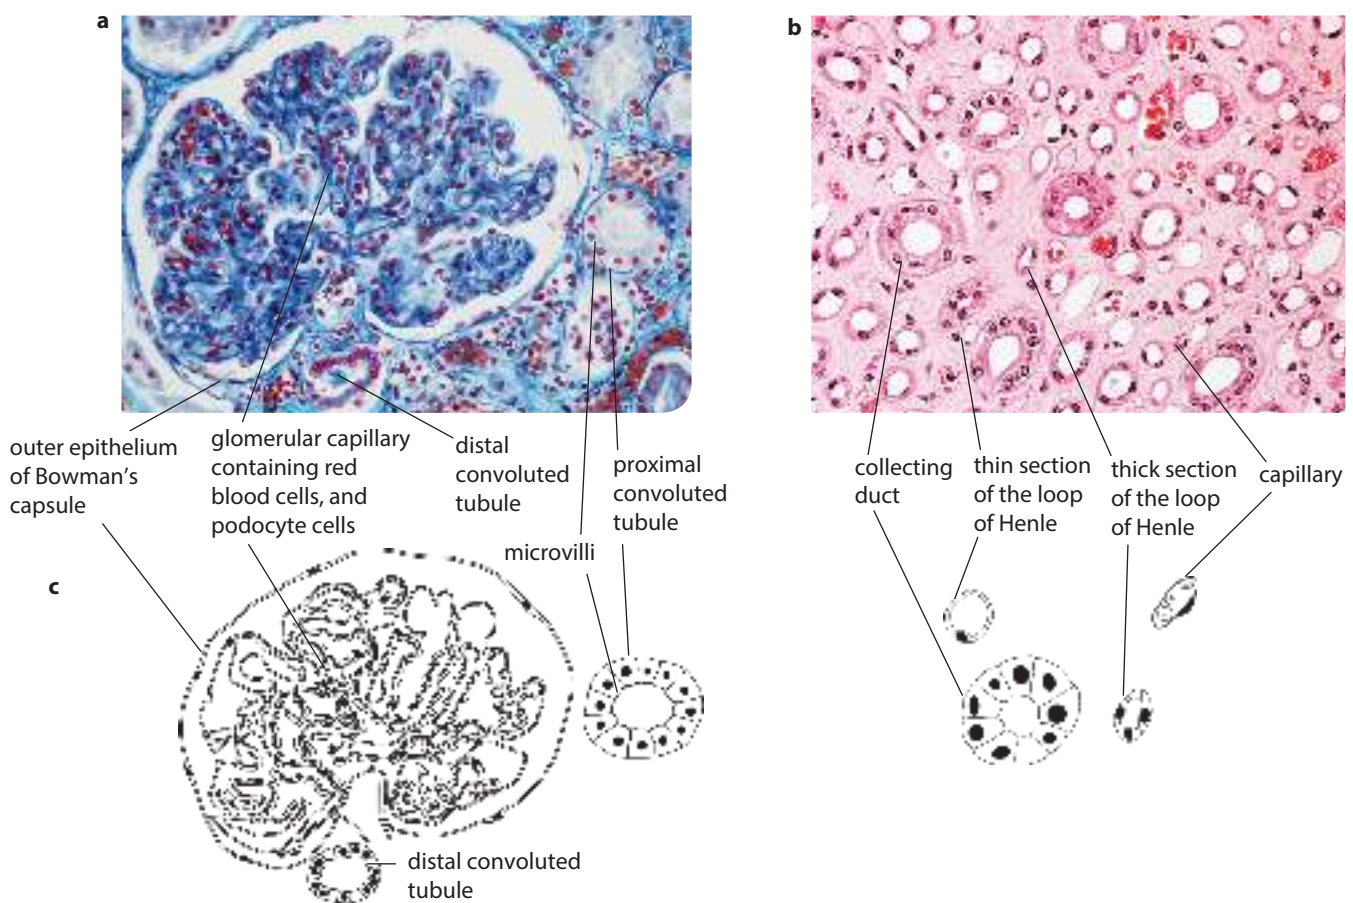 a
b
outer epithelium
of Bowman's
capsule
glomerular capillary
containing red
blood cells, and
podocyte cells
distal
convoluted
tubule
microvilli
proximal
convoluted
tubule
collecting
duct
thin section
of the loop
of Henle
thick section
of the loop
of Henle
capillary
c
distal convoluted
tubule